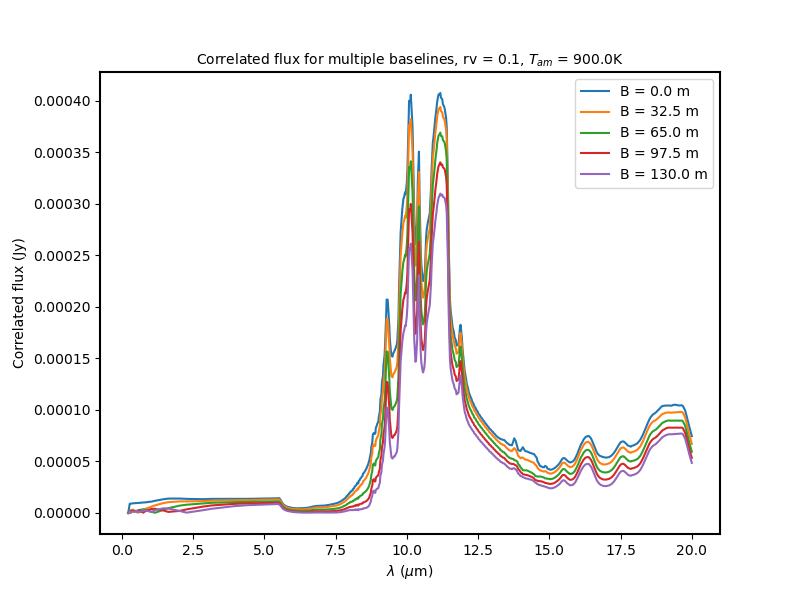 Correlated flux for multiple baselines, rv = 0.1, T_am = 900.0K
B = 0.0 m
B = 32.5 m
B = 65.0 m
B = 97.5 m
B = 130.0 m
0.00040
0.00035
0.00030
0.00025
0.00020
0.00015
0.00010
0.00005
0.00000
Correlated flux (Jy)
0.0 2.5 5.0 7.5 10.0 12.5 15.0 17.5 20.0
λ (μm)